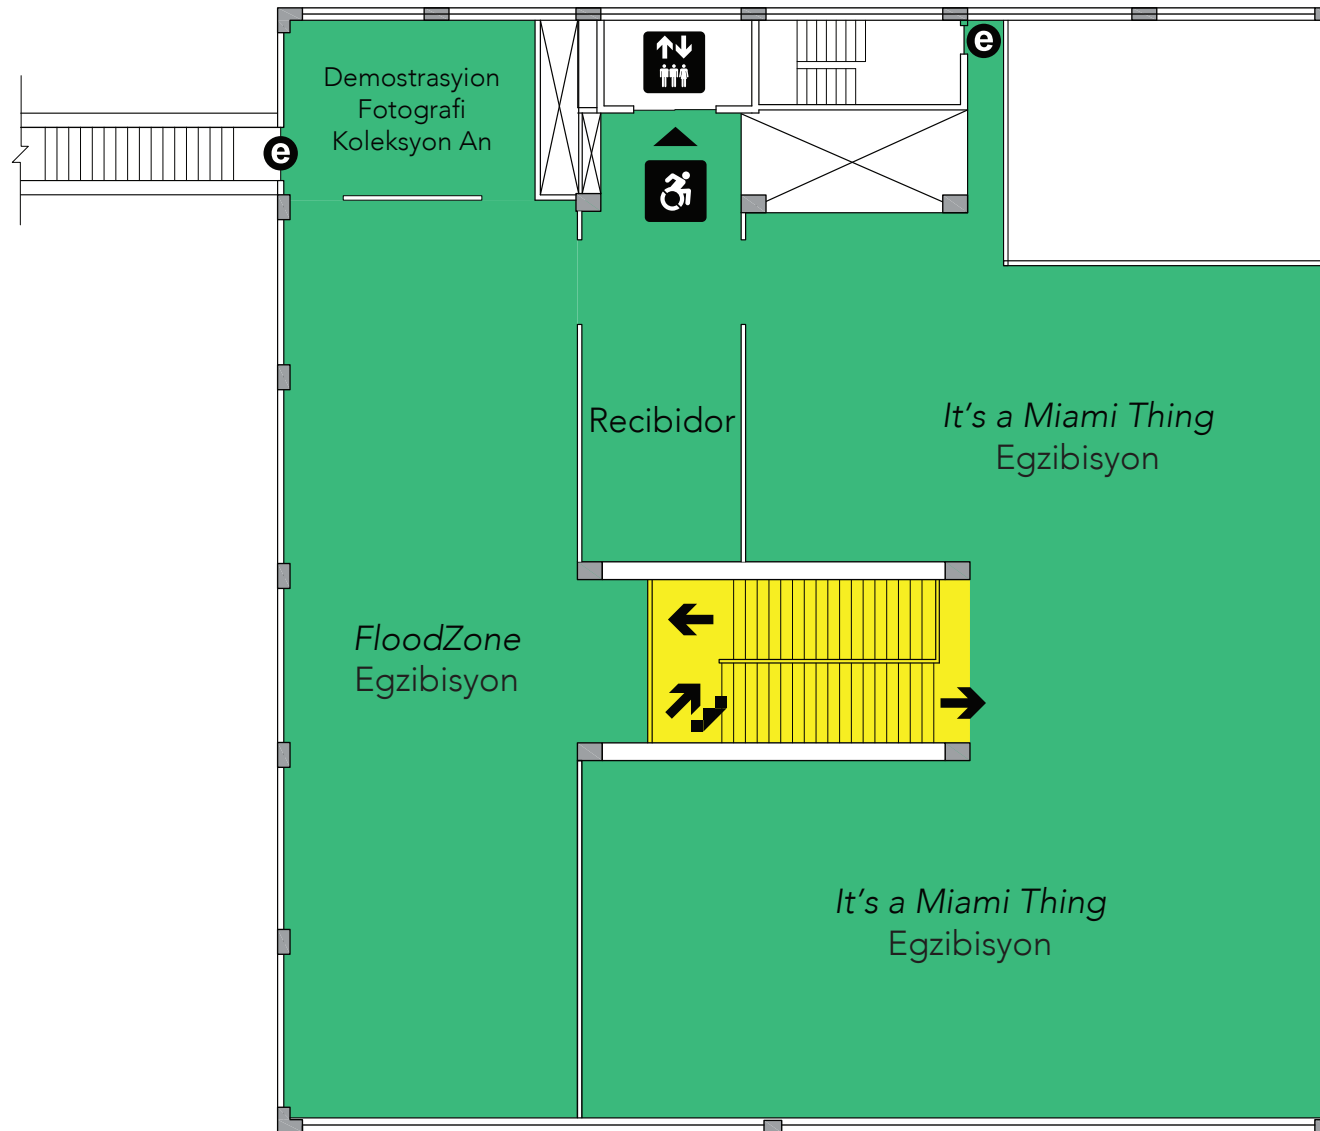 Demostrasyion
Fotografi
Koleksyon An
e
e
Recibidor
It's a Miami Thing
Egzibisyon
FloodZone
Egzibisyon
It's a Miami Thing
Egzibisyon